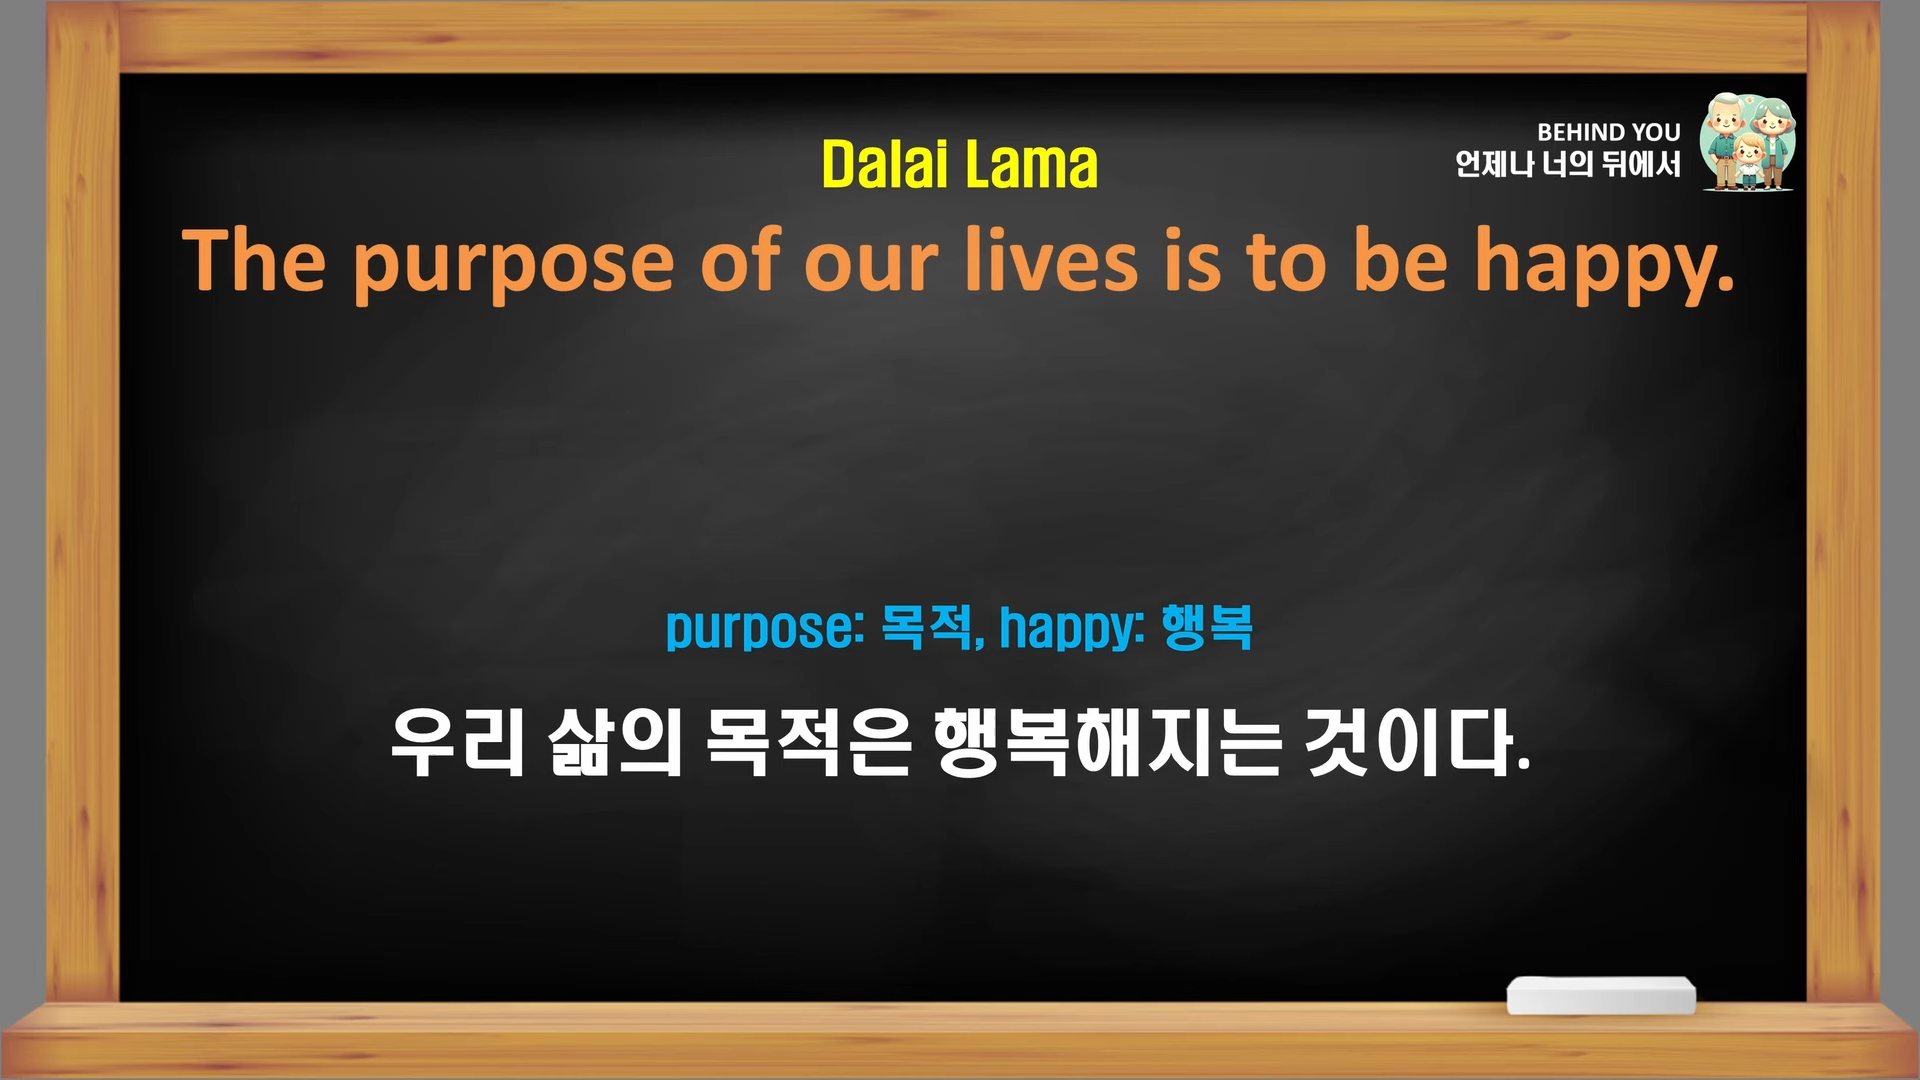 BEHIND YOU
언제나 너의 뒤에서
Dalai Lama
The purpose of our lives is to be happy.
purpose: 목적, happy: 행복
우리 삶의 목적은 행복해지는 것이다.